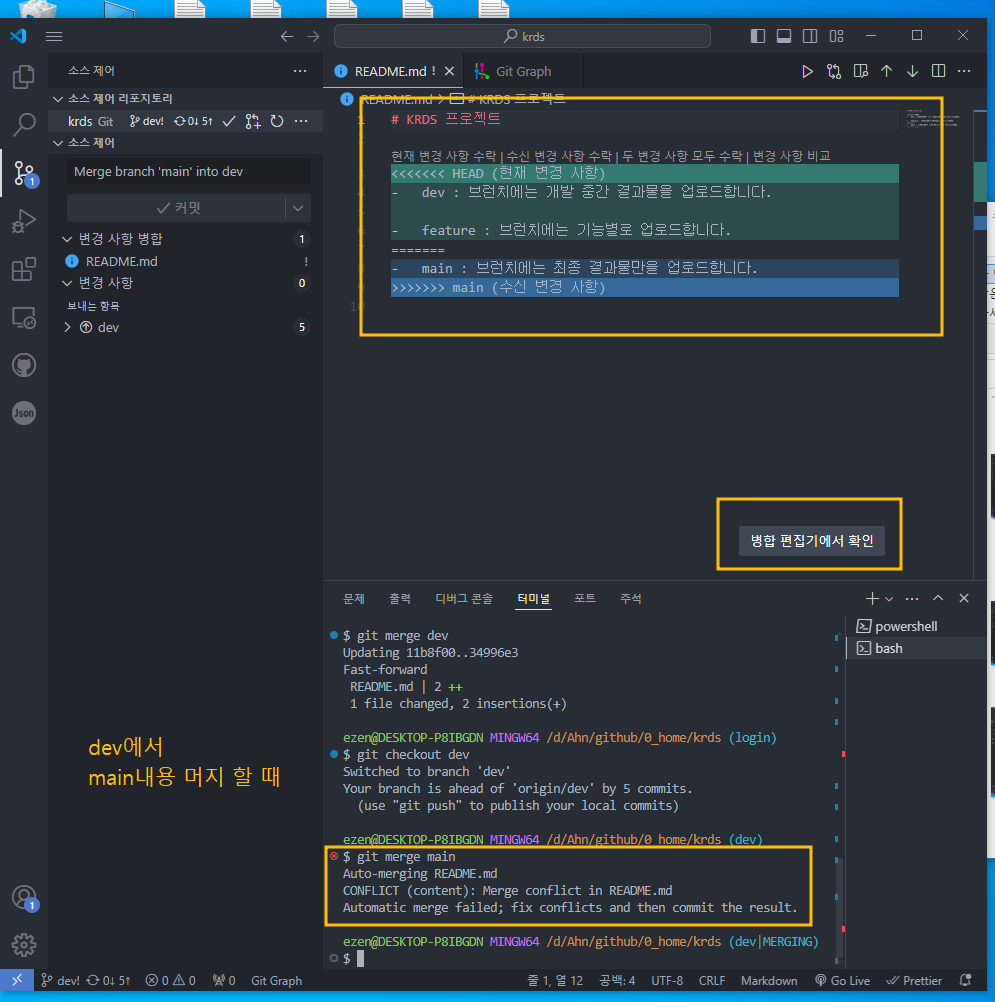 krds
소스 제어
README.md !
Git Graph
소스 제어 리포지토리
README.md > # KRDS 프로젝트
krds Git dev! 0↓ 5↑
소스 제어
Merge branch 'main' into dev
커밋
변경 사항 병합 1
README.md !
변경 사항 0
보내는 항목
dev 5
1 # KRDS 프로젝트
현재 변경 사항 수락 | 수신 변경 사항 수락 | 두 변경 사항 모두 수락 | 변경 사항 비교
<<<<<<< HEAD (현재 변경 사항)
- dev : 브런치에는 개발 중간 결과물을 업로드합니다.
- feature : 브런치에는 기능별로 업로드합니다.
=======
- main : 브런치에는 최종 결과물만을 업로드합니다.
>>>>>>> main (수신 변경 사항)
10
병합 편집기에서 확인
문제 출력 디버그 콘솔 터미널 포트 주석
powershell
bash
$ git merge dev
Updating 11b8f00..34996e3
Fast-forward
README.md | 2 ++
1 file changed, 2 insertions(+)
ezen@DESKTOP-P8IBGDN MINGW64 /d/Ahn/github/0_home/krds (login)
$ git checkout dev
Switched to branch 'dev'
Your branch is ahead of 'origin/dev' by 5 commits.
(use "git push" to publish your local commits)
ezen@DESKTOP-P8IBGDN MINGW64 /d/Ahn/github/0_home/krds (dev)
$ git merge main
Auto-merging README.md
CONFLICT (content): Merge conflict in README.md
Automatic merge failed; fix conflicts and then commit the result.
ezen@DESKTOP-P8IBGDN MINGW64 /d/Ahn/github/0_home/krds (dev|MERGING)
$
dev에서
main내용 머지 할 때
Json
1
1
dev! 0↓ 5↑ 0 0 0 Git Graph 줄 1, 열 12 공백: 4 UTF-8 CRLF Markdown Go Live Prettier